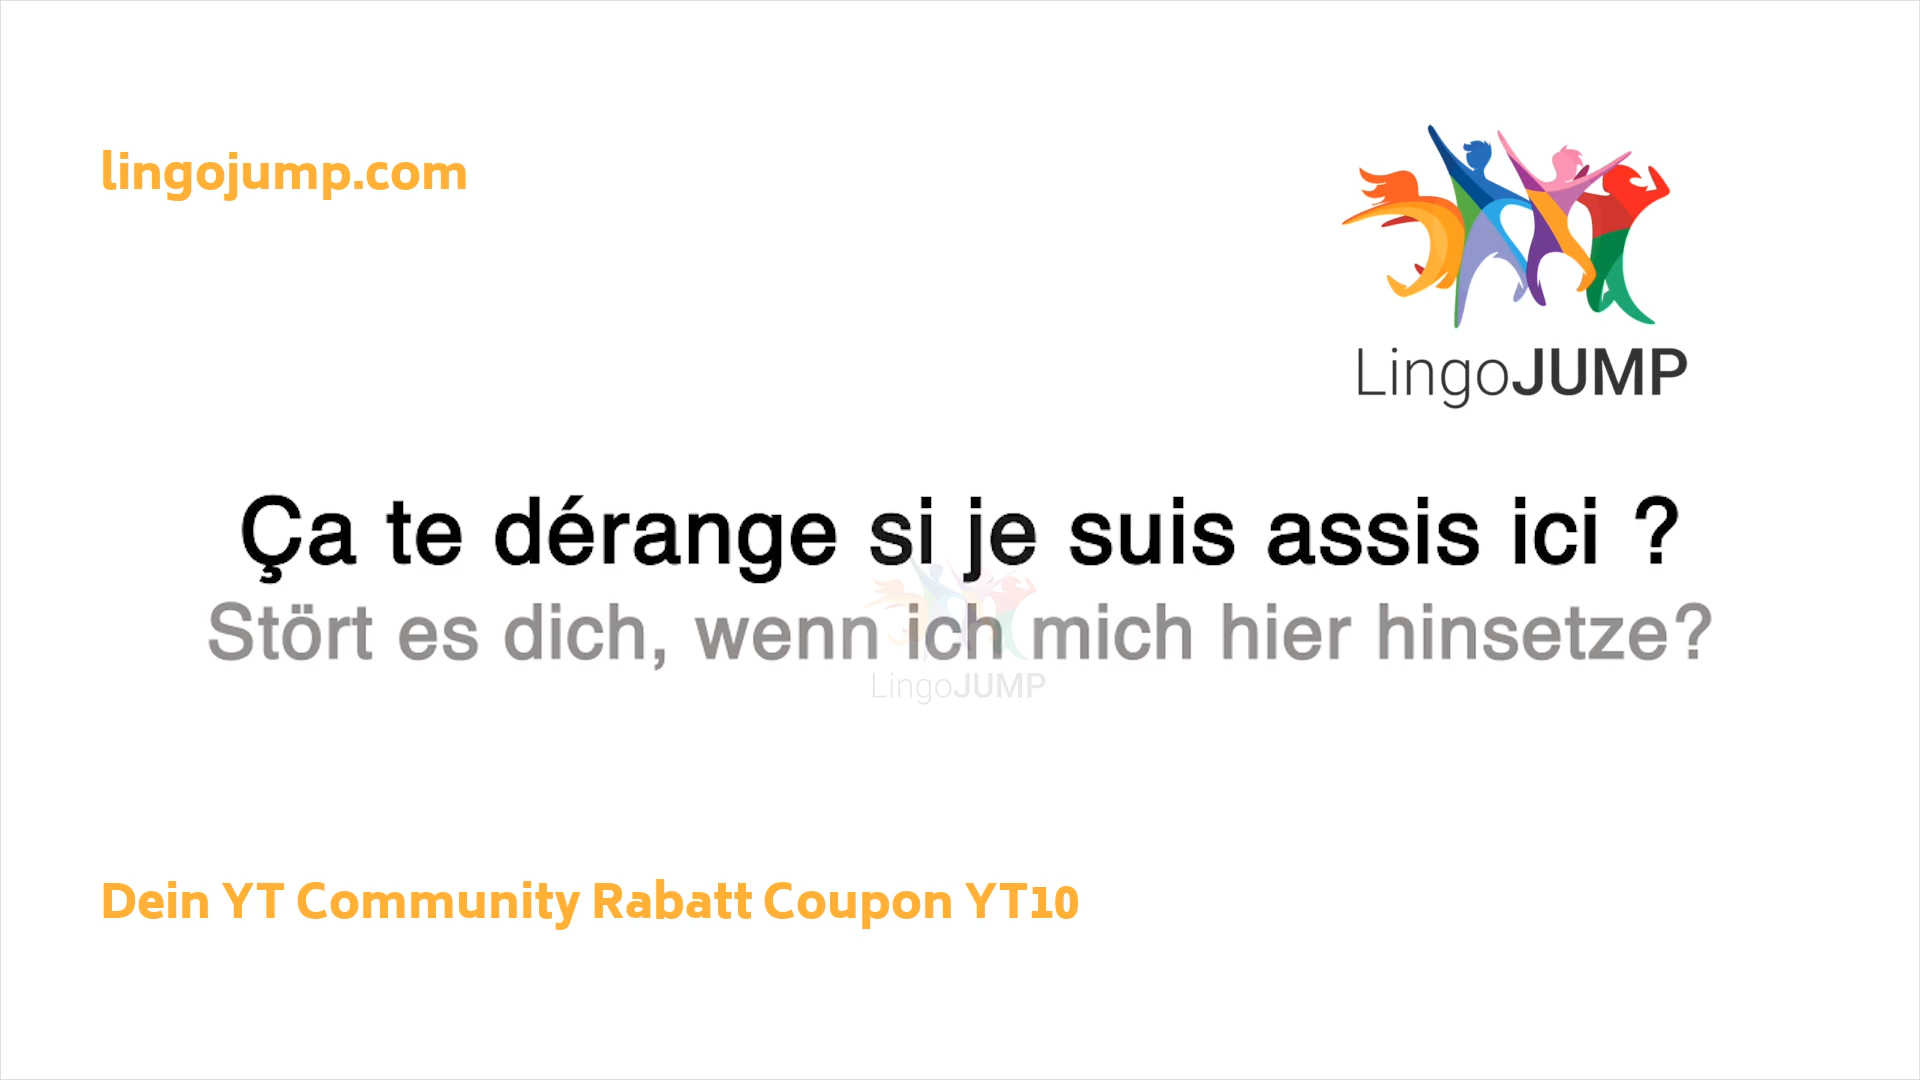 lingojump.com
LingoJUMP
Ça te dérange si je suis assis ici ?
Stört es dich, wenn ich mich hier hinsetze?
LingoJUMP
Dein YT Community Rabatt Coupon YT10